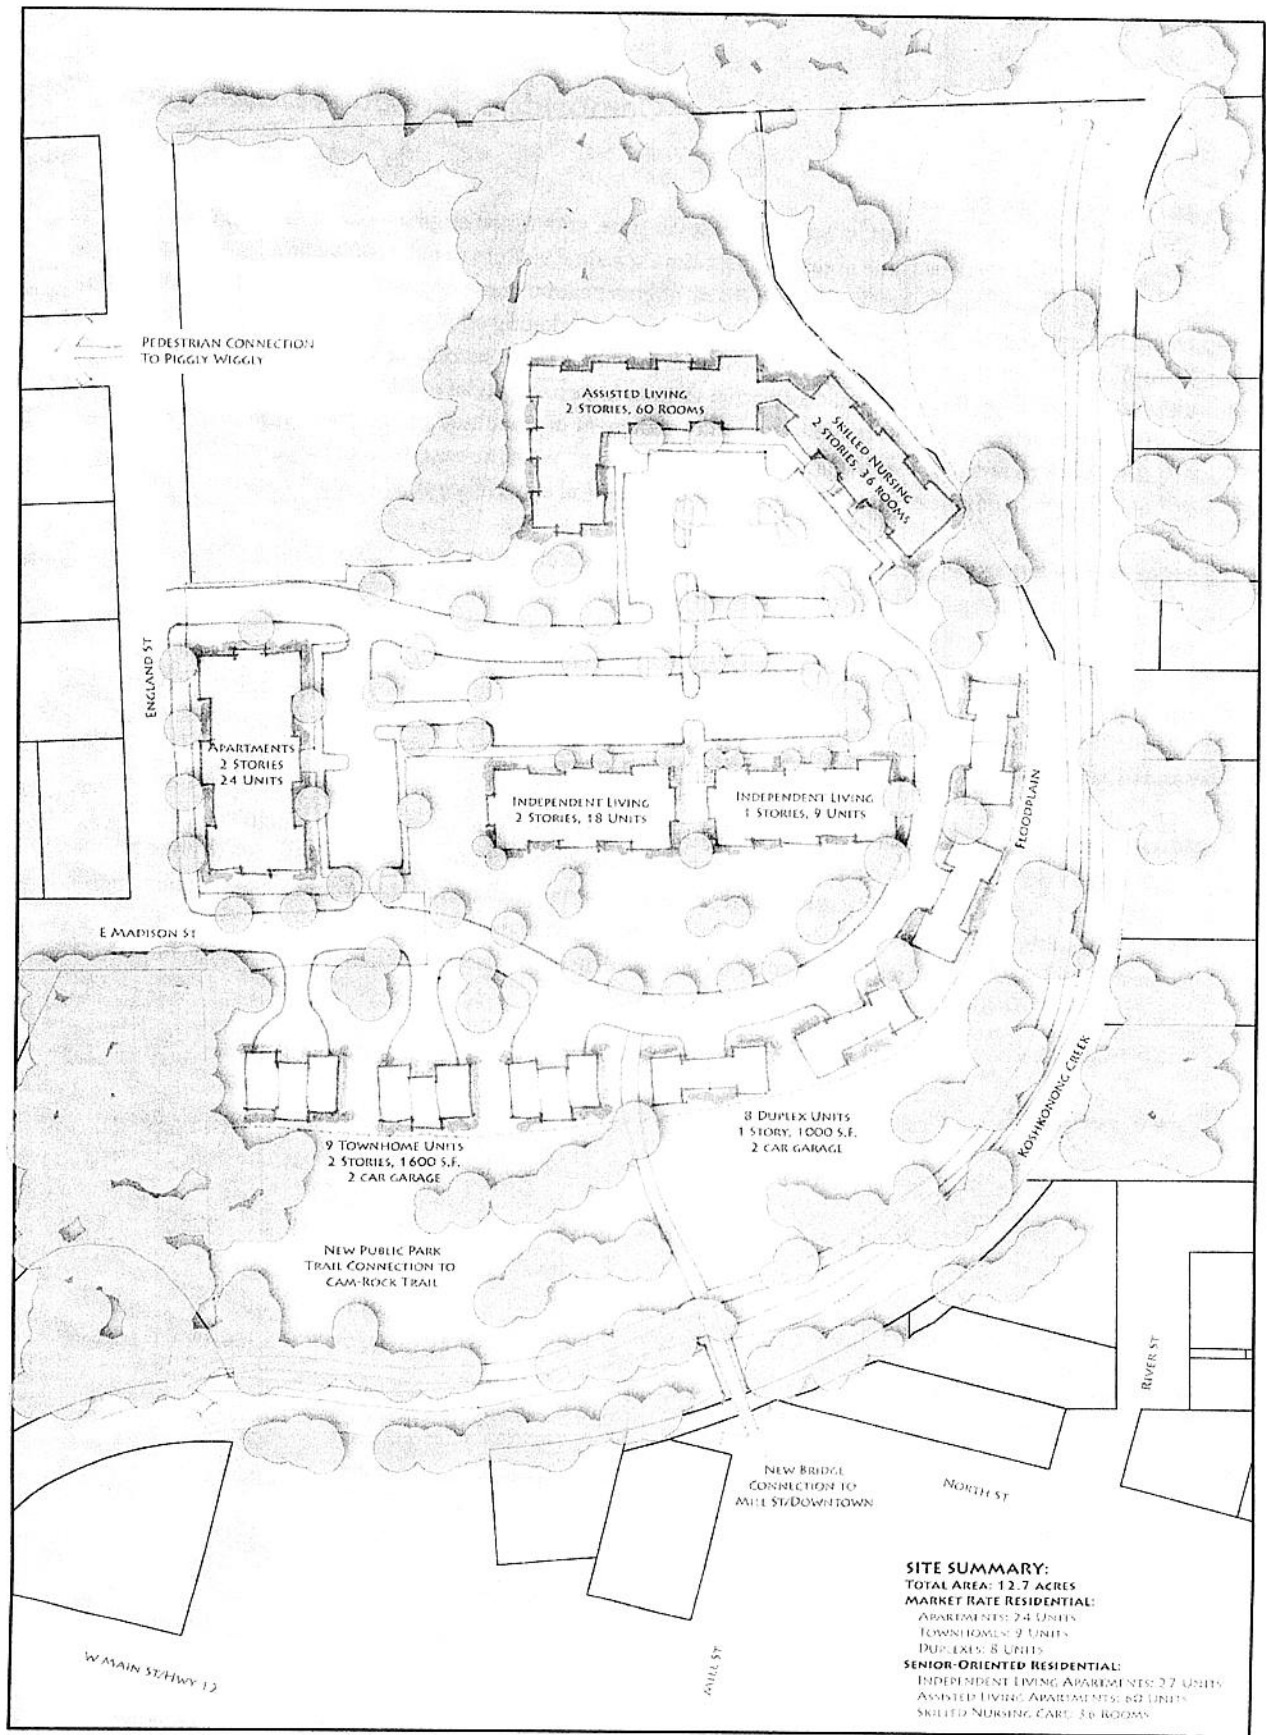 PEDESTRIAN CONNECTION
TO PIGGLY WIGGLY
ASSISTED LIVING
2 STORIES, 60 ROOMS
SKILLED NURSING
2 STORIES, 36 ROOMS
ENGLAND ST
APARTMENTS
2 STORIES
24 UNITS
INDEPENDENT LIVING
2 STORIES, 18 UNITS
INDEPENDENT LIVING
1 STORIES, 9 UNITS
FLOODPLAIN
E MADISON ST
KOSHKONONG CREEK
9 TOWNHOME UNITS
2 STORIES, 1600 S.F.
2 CAR GARAGE
8 DUPLEX UNITS
1 STORY, 1000 S.F.
2 CAR GARAGE
NEW PUBLIC PARK
TRAIL CONNECTION TO
CAM-ROCK TRAIL
RIVER ST
NEW BRIDGE
CONNECTION TO
MILL ST/DOWNTOWN
NORTH ST
W MAIN ST/HWY 12
MILL ST
SITE SUMMARY:
TOTAL AREA: 12.7 ACRES
MARKET RATE RESIDENTIAL:
APARTMENTS: 24 UNITS
TOWNHOMES: 9 UNITS
DUPLEXES: 8 UNITS
SENIOR-ORIENTED RESIDENTIAL:
INDEPENDENT LIVING APARTMENTS: 27 UNITS
ASSISTED LIVING APARTMENTS: 60 UNITS
SKILLED NURSING CARE: 36 ROOMS